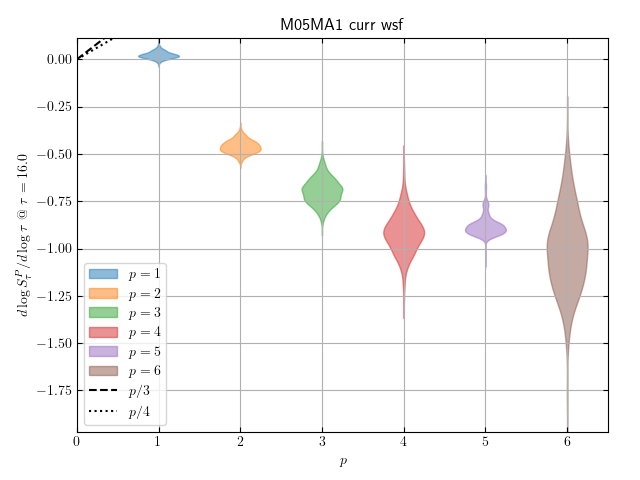 M05MA1 curr wsf
d log S_τ^P / d log τ @ τ = 16.0
0.00
−0.25
−0.50
−0.75
−1.00
−1.25
−1.50
−1.75
p = 1
p = 2
p = 3
p = 4
p = 5
p = 6
p/3
p/4
0 1 2 3 4 5 6
p